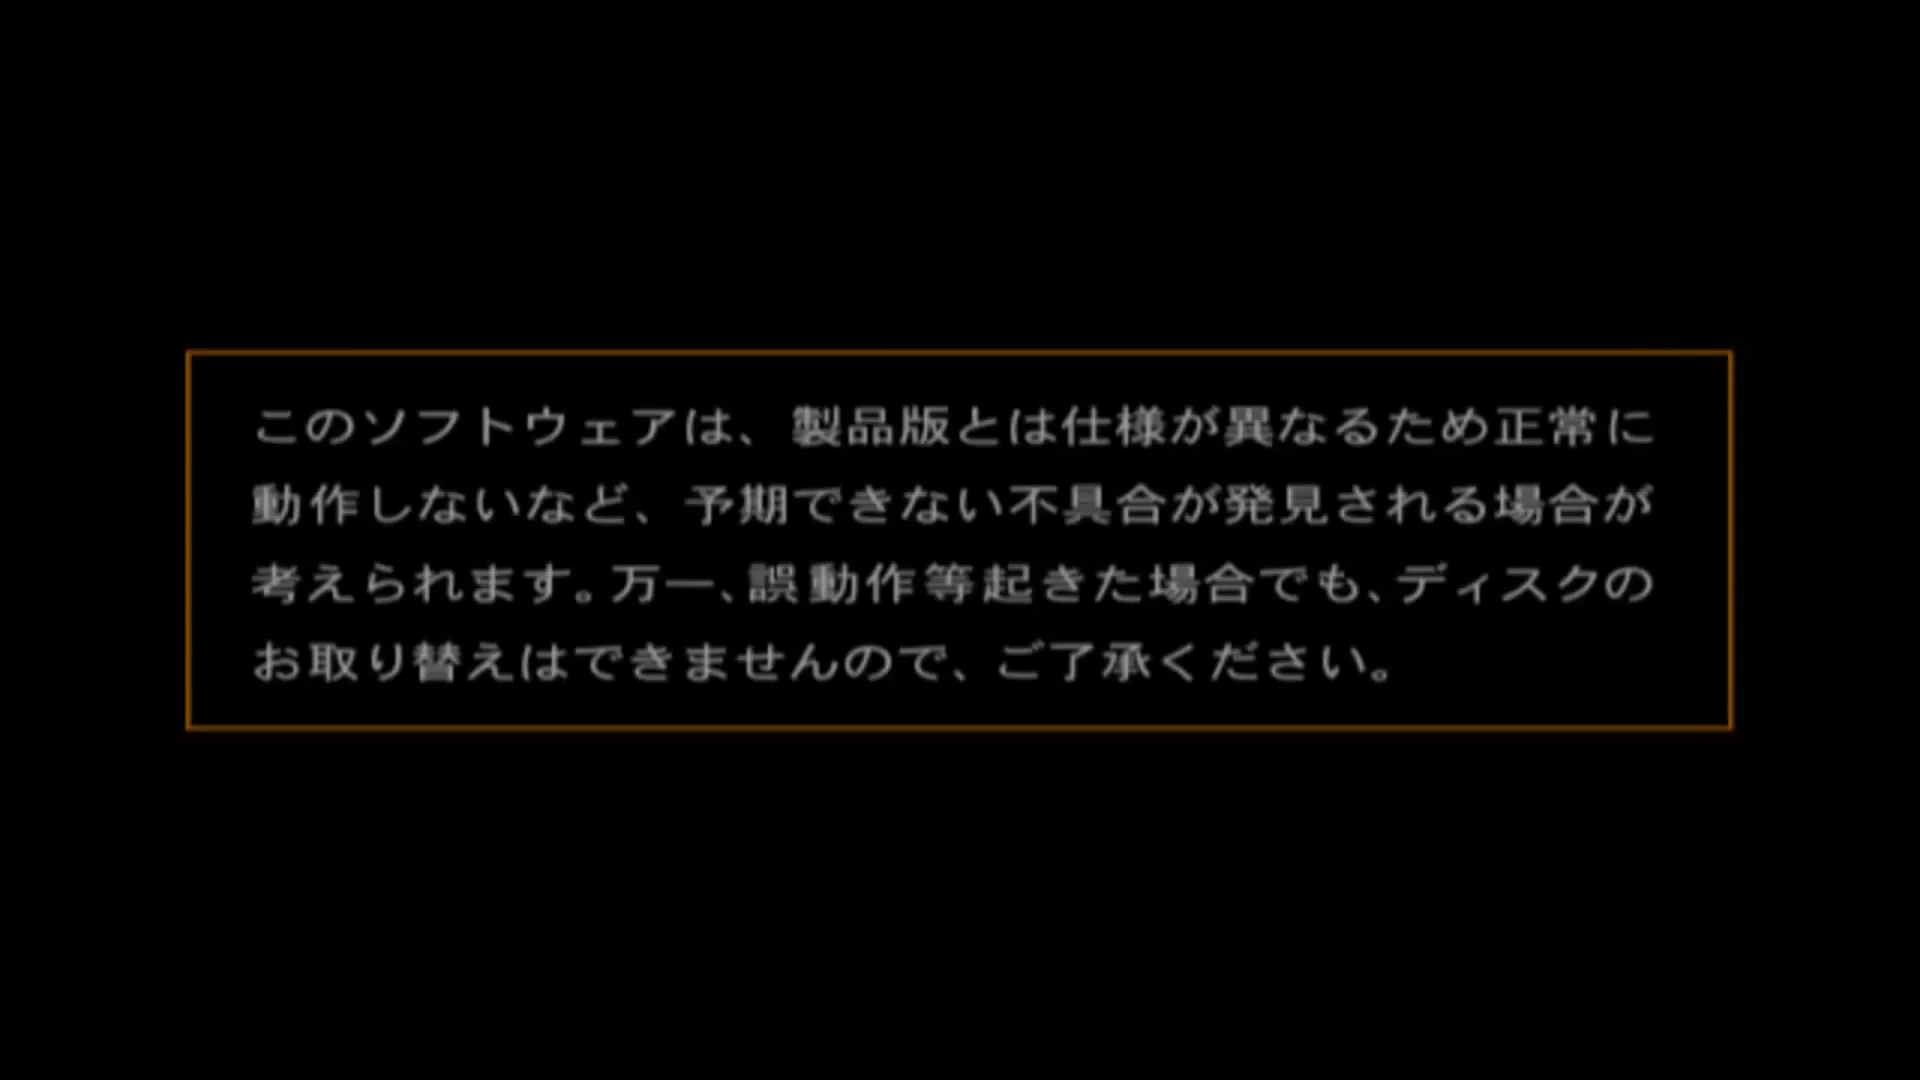 このソフトウェアは、製品版とは仕様が異なるため正常に
動作しないなど、予期できない不具合が発見される場合が
考えられます。万一、誤動作等起きた場合でも、ディスクの
お取り替えはできませんので、ご了承ください。